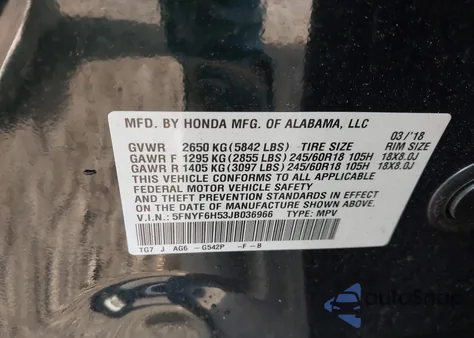 MFD. BY HONDA MFG. OF ALABAMA, LLC
03/'18
GVWR 2650 KG (5842 LBS) TIRE SIZE RIM SIZE
GAWR F 1295 KG (2855 LBS) 245/60R18 105H 18X8.0J
GAWR R 1405 KG (3097 LBS) 245/60R18 105H 18X8.0J
THIS VEHICLE CONFORMS TO ALL APPLICABLE
FEDERAL MOTOR VEHICLE SAFETY
STANDARDS IN EFFECT ON THE
DATE OF MANUFACTURE SHOWN ABOVE.
V.I.N.: 5FNYF6H53JB036966 TYPE: MPV
TG7 J AG6 - G542P -F-B